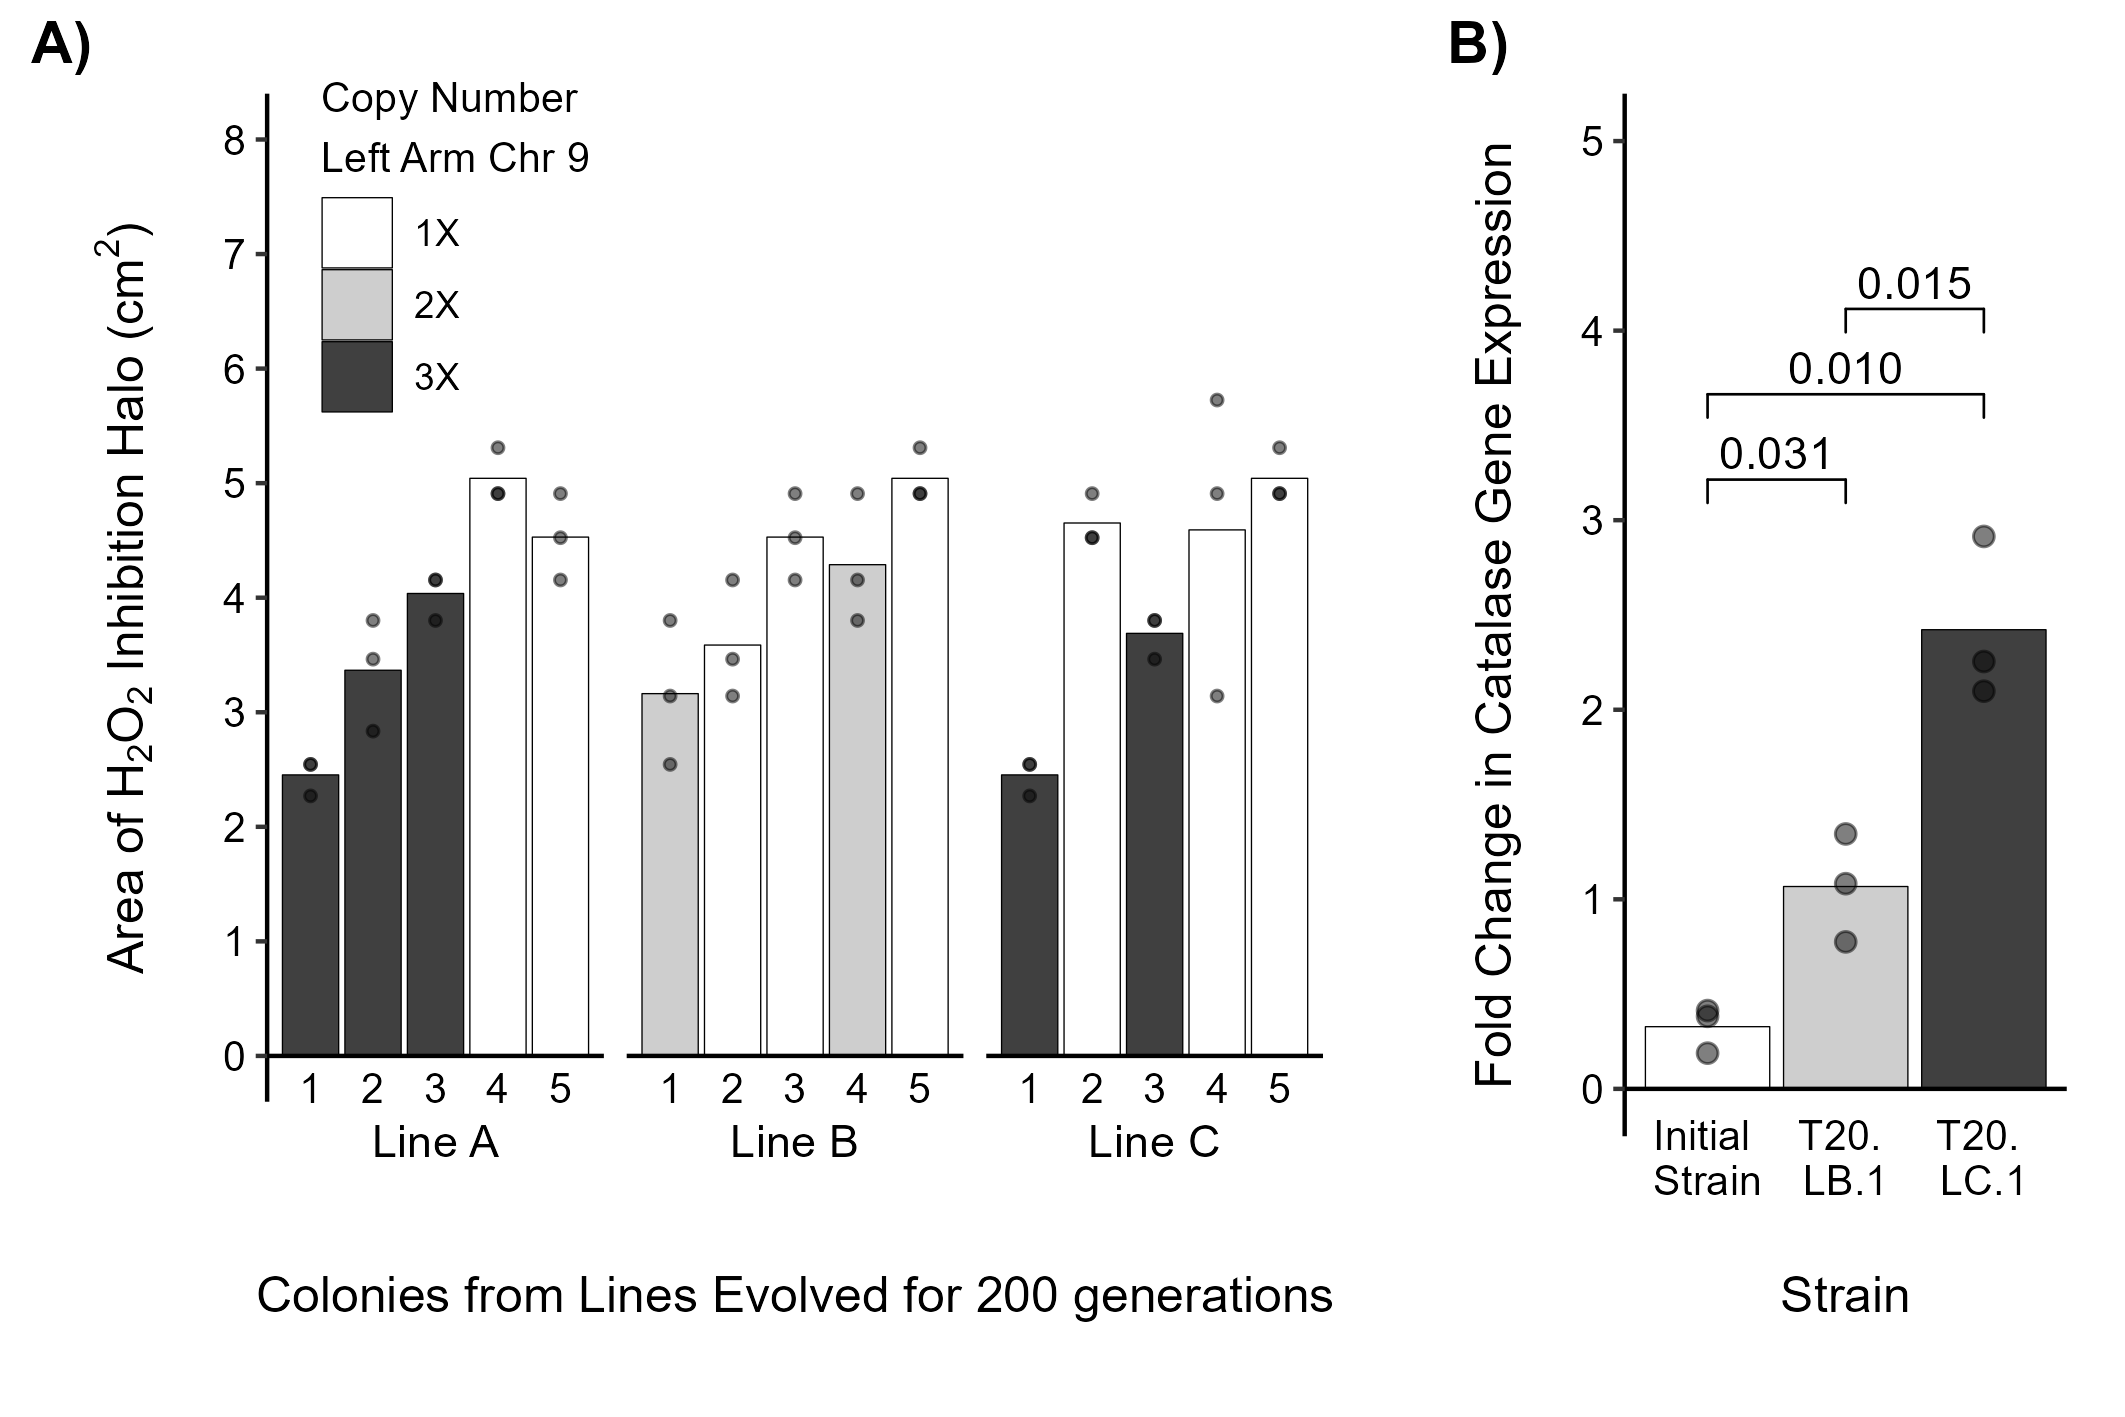 A)
Copy Number
Left Arm Chr 9
1X
2X
3X
Area of H₂O₂ Inhibition Halo (cm²)
8
7
6
5
4
3
2
1
0
1 2 3 4 5 1 2 3 4 5 1 2 3 4 5
Line A Line B Line C
Colonies from Lines Evolved for 200 generations
B)
Fold Change in Catalase Gene Expression
5
4
3
2
1
0
0.015
0.010
0.031
Initial Strain
T20. LB.1
T20. LC.1
Strain